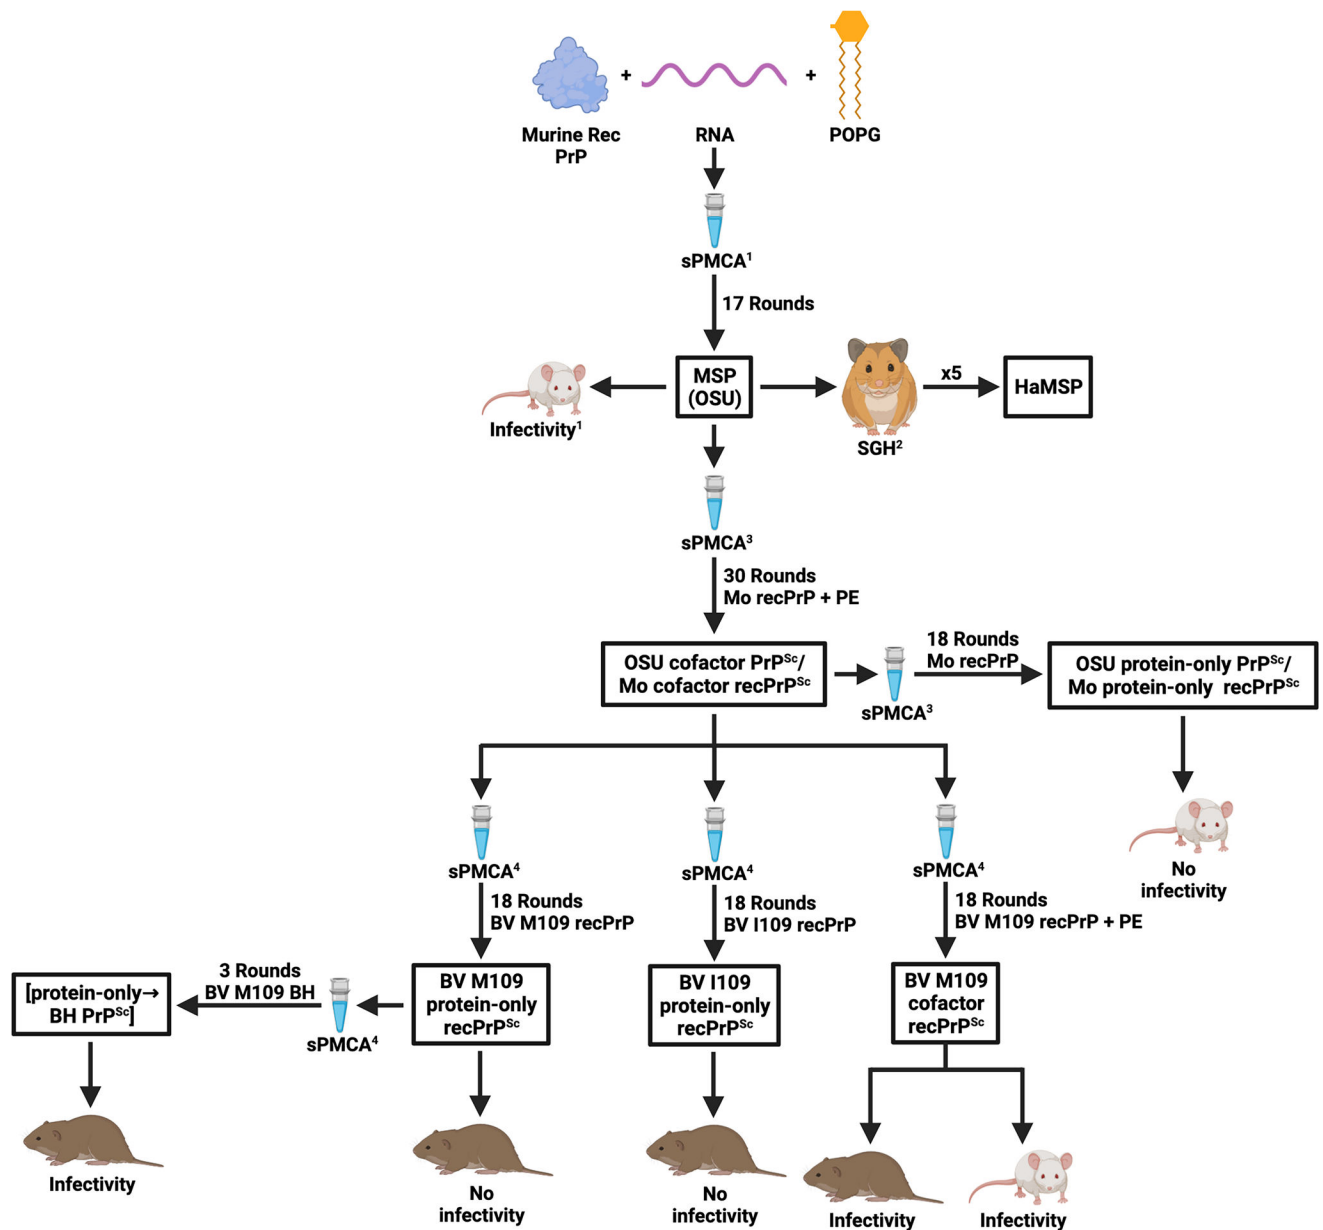 +
+
Murine Rec
PrP
RNA
POPG
sPMCA¹
17 Rounds
MSP
(OSU)
x5
HaMSP
Infectivity¹
SGH²
sPMCA³
30 Rounds
Mo recPrP + PE
OSU cofactor PrPˢᶜ/
Mo cofactor recPrPˢᶜ
18 Rounds
Mo recPrP
sPMCA³
OSU protein-only PrPˢᶜ/
Mo protein-only recPrPˢᶜ
No
infectivity
sPMCA⁴
sPMCA⁴
sPMCA⁴
18 Rounds
BV M109 recPrP
18 Rounds
BV I109 recPrP
18 Rounds
BV M109 recPrP + PE
[protein-only→
BH PrPˢᶜ]
3 Rounds
BV M109 BH
sPMCA⁴
BV M109
protein-only
recPrPˢᶜ
BV I109
protein-only
recPrPˢᶜ
BV M109
cofactor
recPrPˢᶜ
Infectivity
No
infectivity
No
infectivity
Infectivity
Infectivity